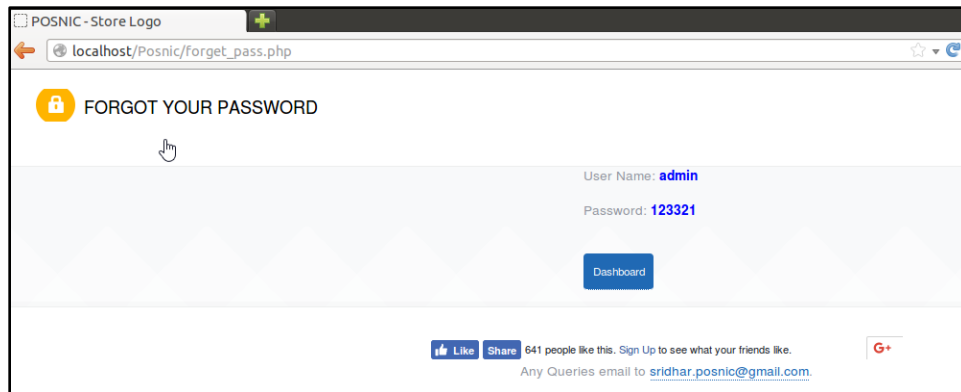 POSNIC - Store Logo
localhost/Posnic/forget_pass.php
FORGOT YOUR PASSWORD
User Name: admin
Password: 123321
Dashboard
Like Share 641 people like this. Sign Up to see what your friends like. G+
Any Queries email to sridhar.posnic@gmail.com.